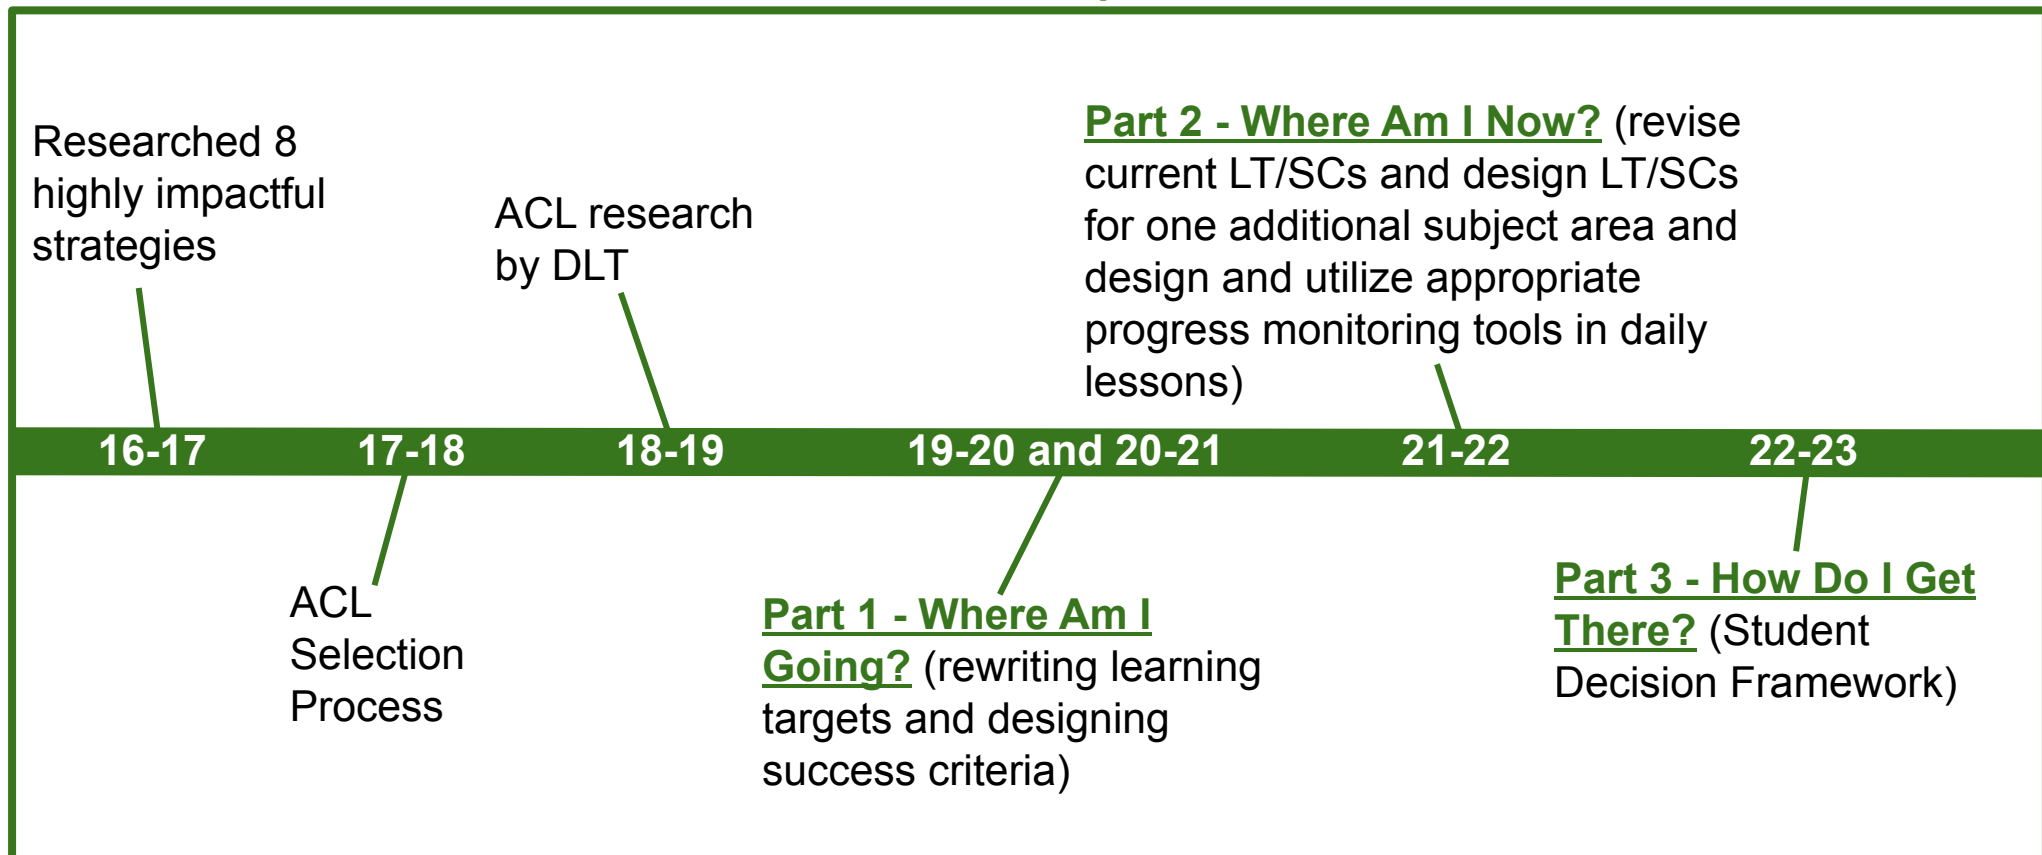 Researched 8
highly impactful
strategies
ACL research
by DLT
Part 2 - Where Am I Now? (revise
current LT/SCs and design LT/SCs
for one additional subject area and
design and utilize appropriate
progress monitoring tools in daily
lessons)
16-17 17-18 18-19 19-20 and 20-21 21-22 22-23
ACL
Selection
Process
Part 1 - Where Am I
Going? (rewriting learning
targets and designing
success criteria)
Part 3 - How Do I Get
There? (Student
Decision Framework)